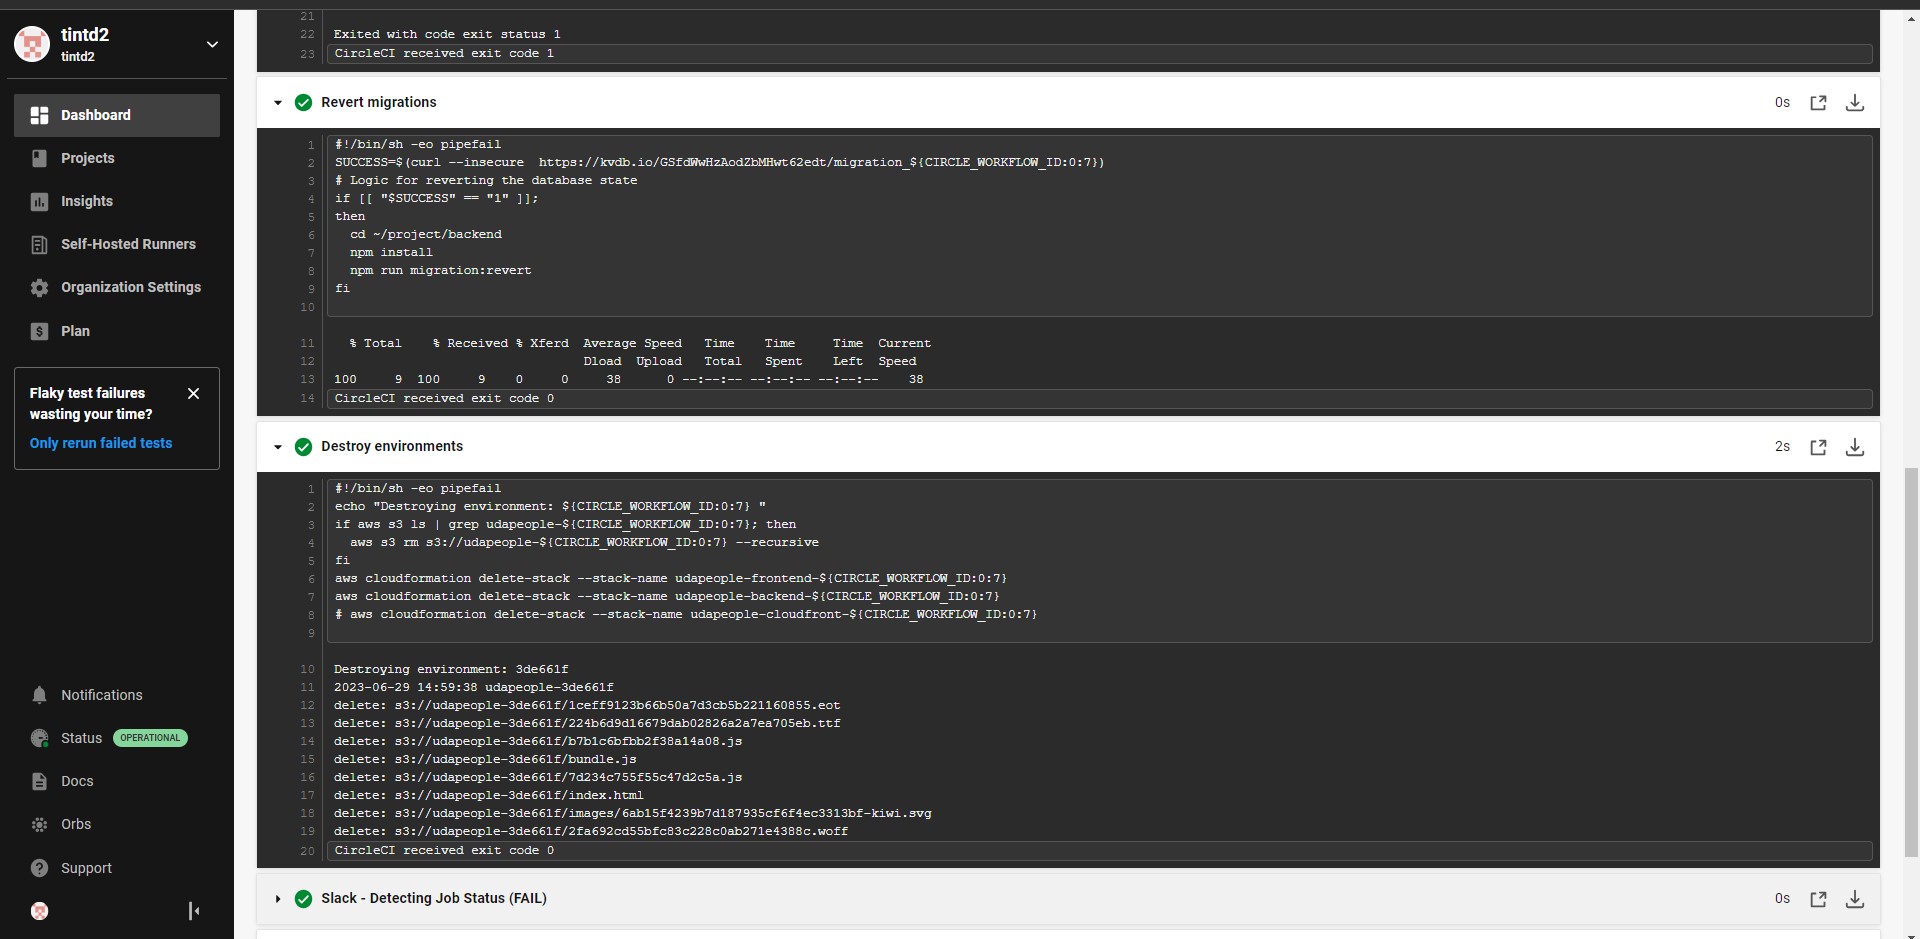 tintd2
tintd2
Dashboard
Projects
Insights
Self-Hosted Runners
Organization Settings
Plan
Flaky test failures
wasting your time?
Only rerun failed tests
Notifications
Status OPERATIONAL
Docs
Orbs
Support
21
22 Exited with code exit status 1
23 CircleCI received exit code 1
Revert migrations 0s
1 #!/bin/sh -eo pipefail
2 SUCCESS=$(curl --insecure  https://kvdb.io/GSfdWwHzAodZbMHwt62edt/migration_${CIRCLE_WORKFLOW_ID:0:7})
3 # Logic for reverting the database state
4 if [[ "$SUCCESS" == "1" ]];
5 then
6   cd ~/project/backend
7   npm install
8   npm run migration:revert
9 fi
10
11   % Total    % Received % Xferd  Average Speed   Time    Time     Time  Current
12                                  Dload  Upload   Total   Spent    Left  Speed
13 100     9  100     9    0     0     38      0 --:--:-- --:--:-- --:--:--    38
14 CircleCI received exit code 0
Destroy environments 2s
1 #!/bin/sh -eo pipefail
2 echo "Destroying environment: ${CIRCLE_WORKFLOW_ID:0:7} "
3 if aws s3 ls | grep udapeople-${CIRCLE_WORKFLOW_ID:0:7}; then
4   aws s3 rm s3://udapeople-${CIRCLE_WORKFLOW_ID:0:7} --recursive
5 fi
6 aws cloudformation delete-stack --stack-name udapeople-frontend-${CIRCLE_WORKFLOW_ID:0:7}
7 aws cloudformation delete-stack --stack-name udapeople-backend-${CIRCLE_WORKFLOW_ID:0:7}
8 # aws cloudformation delete-stack --stack-name udapeople-cloudfront-${CIRCLE_WORKFLOW_ID:0:7}
9
10 Destroying environment: 3de661f
11 2023-06-29 14:59:38 udapeople-3de661f
12 delete: s3://udapeople-3de661f/1ceff9123b66b50a7d3cb5b221160855.eot
13 delete: s3://udapeople-3de661f/224b6d9d16679dab02826a2a7ea705eb.ttf
14 delete: s3://udapeople-3de661f/b7b1c6bfbb2f38a14a08.js
15 delete: s3://udapeople-3de661f/bundle.js
16 delete: s3://udapeople-3de661f/7d234c755f55c47d2c5a.js
17 delete: s3://udapeople-3de661f/index.html
18 delete: s3://udapeople-3de661f/images/6ab15f4239b7d187935cf6f4ec3313bf-kiwi.svg
19 delete: s3://udapeople-3de661f/2fa692cd55bfc83c228c0ab271e4388c.woff
20 CircleCI received exit code 0
Slack - Detecting Job Status (FAIL) 0s